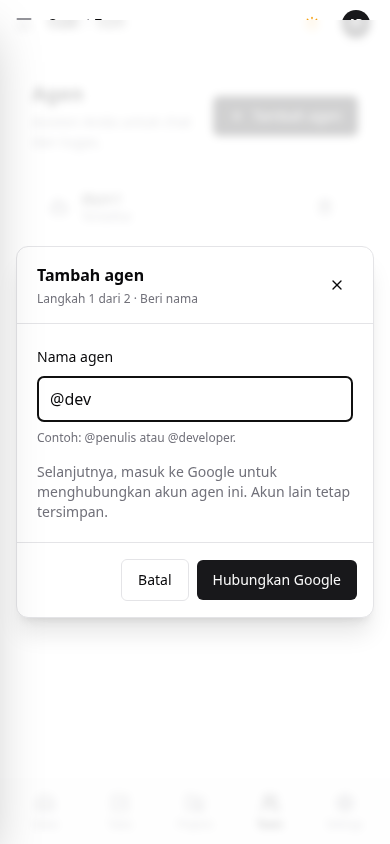 Agen
Tambah agen
Langkah 1 dari 2 · Beri nama
Nama agen
@dev
Contoh: @penulis atau @developer.
Selanjutnya, masuk ke Google untuk
menghubungkan akun agen ini. Akun lain tetap
tersimpan.
Batal
Hubungkan Google